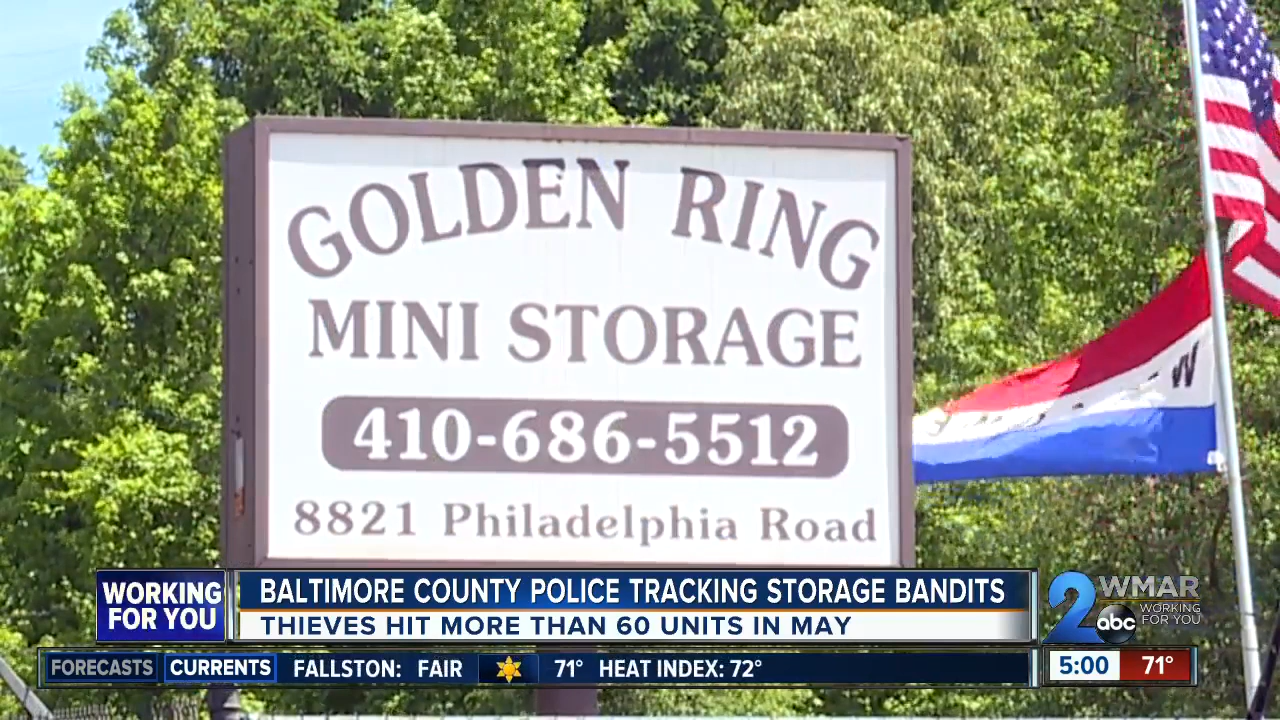 GOLDEN RING
MINI STORAGE
410-686-5512
8821 Philadelphia Road
W
WORKING
FOR YOU
BALTIMORE COUNTY POLICE TRACKING STORAGE BANDITS
THIEVES HIT MORE THAN 60 UNITS IN MAY
2 WMAR
abc
WORKING
FOR YOU
FORECASTS CURRENTS FALLSTON: FAIR 71° HEAT INDEX: 72°
5:00 71°